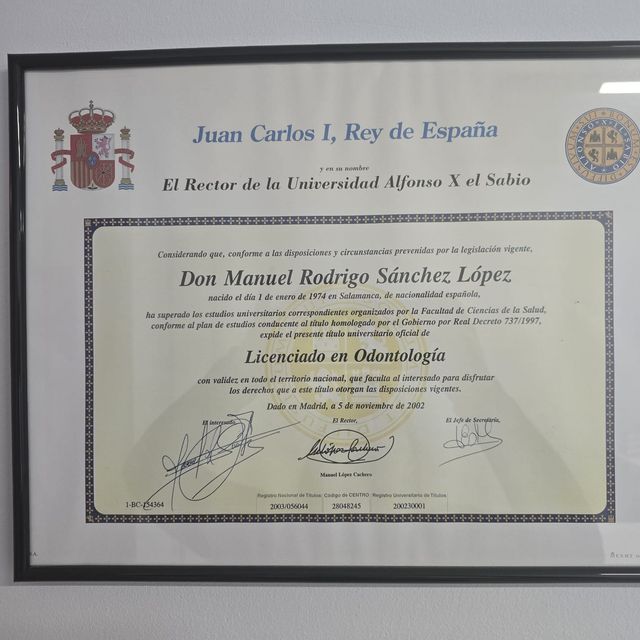 Juan Carlos I, Rey de España
y en su nombre
El Rector de la Universidad Alfonso X el Sabio
Considerando que, conforme a las disposiciones y circunstancias prevenidas por la legislación vigente,
Don Manuel Rodrigo Sánchez López
nacido el día 1 de enero de 1974 en Salamanca, de nacionalidad española,
ha superado los estudios universitarios correspondientes organizados por la Facultad de Ciencias de la Salud,
conforme al plan de estudios conducente al título homologado por el Gobierno por Real Decreto 737/1997,
expide el presente título universitario oficial de
Licenciado en Odontología
con validez en todo el territorio nacional, que faculta al interesado para disfrutar
los derechos que a este título otorgan las disposiciones vigentes.
Dado en Madrid, a 5 de noviembre de 2002
El interesado, El Rector, El Jefe de Secretaría,
Manuel López Cachero
Registro Nacional de Títulos Código de CENTRO Registro Universitario de Títulos
1-BC-234364 2003/056044 28048245 200230001